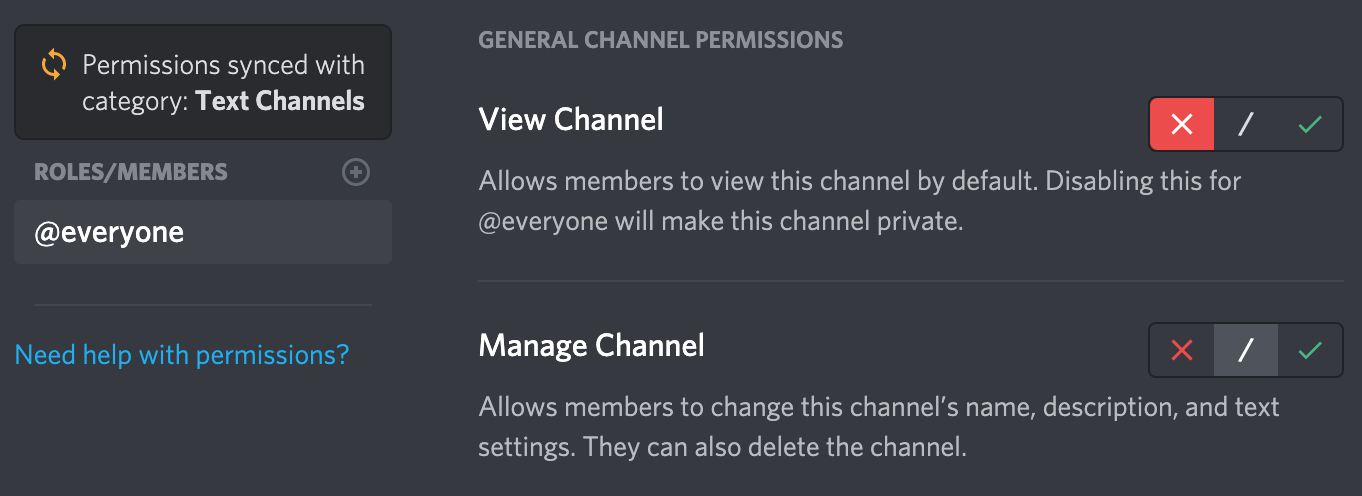 Permissions synced with
category: Text Channels
ROLES/MEMBERS
@everyone
Need help with permissions?
GENERAL CHANNEL PERMISSIONS
View Channel
Allows members to view this channel by default. Disabling this for
@everyone will make this channel private.
Manage Channel
Allows members to change this channel’s name, description, and text
settings. They can also delete the channel.